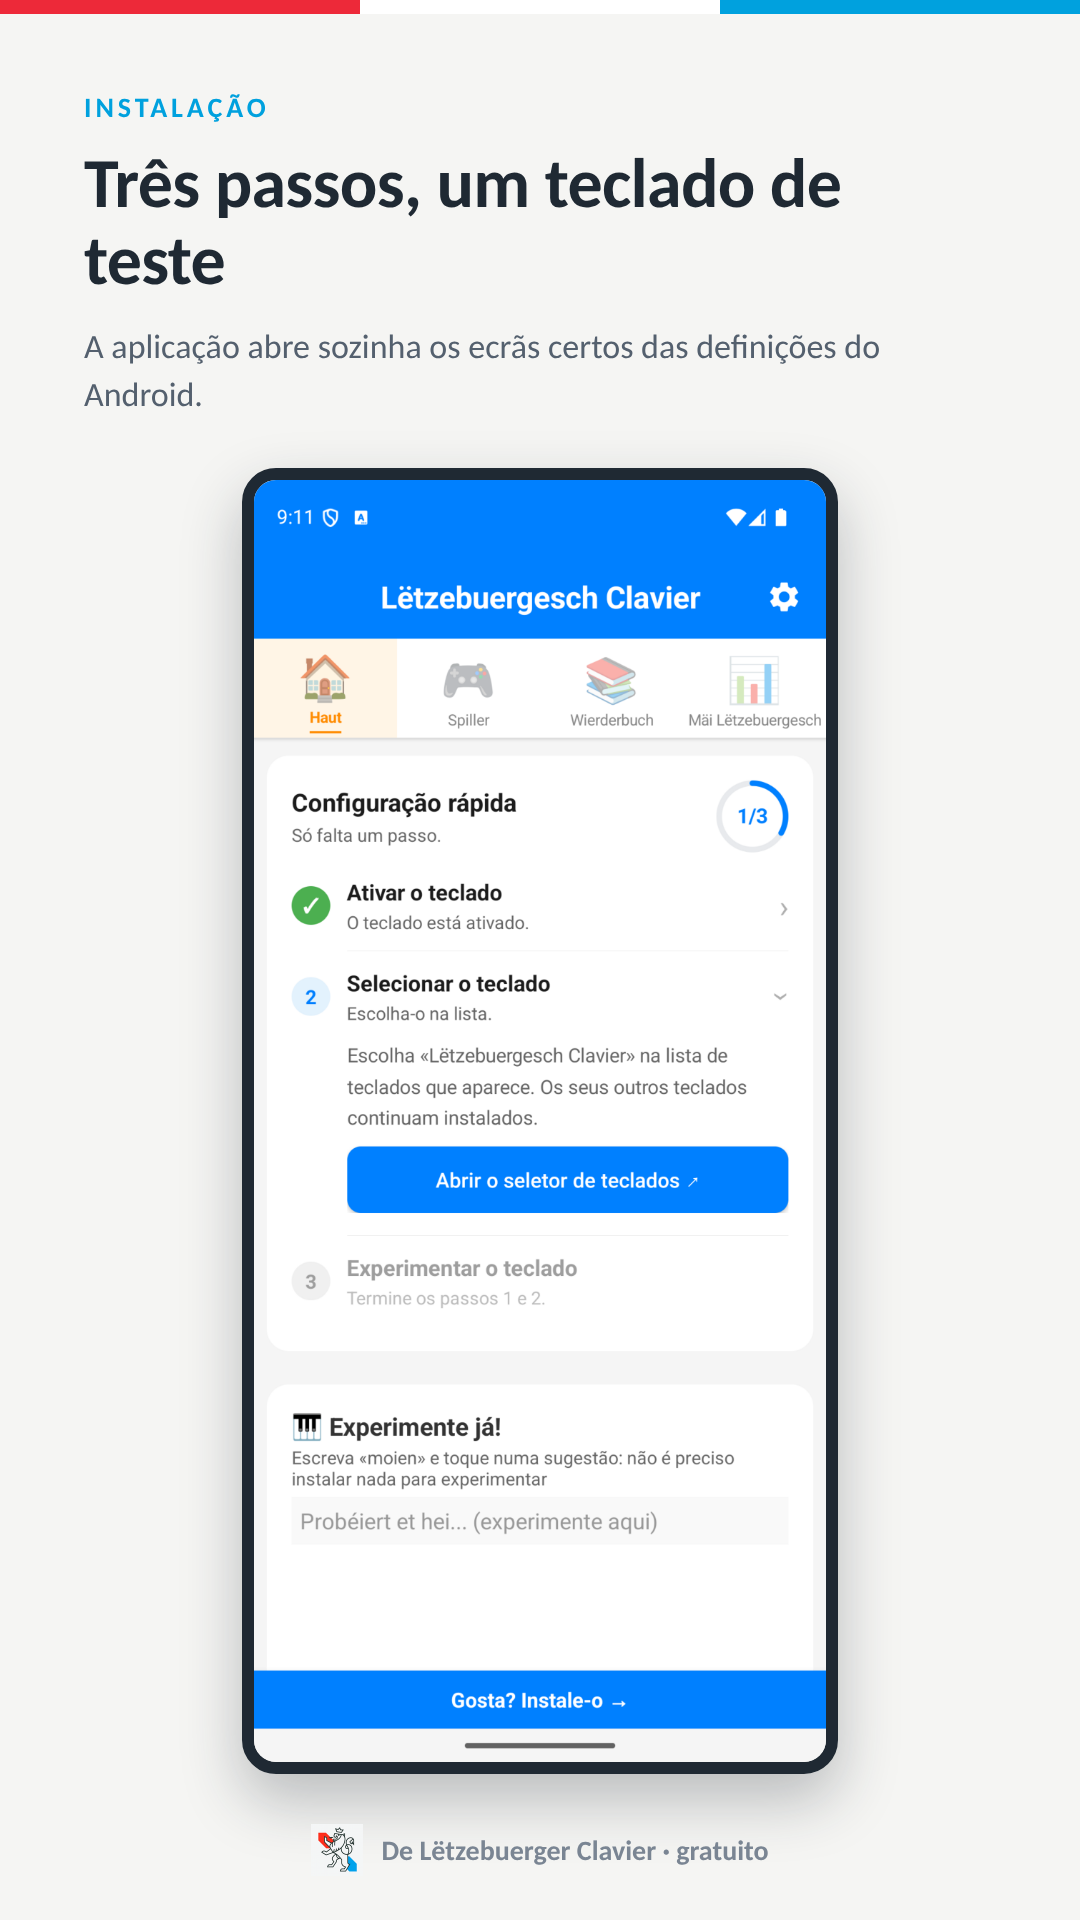 INSTALAÇÃO
Três passos, um teclado de
teste
A aplicação abre sozinha os ecrãs certos das definições do
Android.
9:11
Lëtzebuergesch Clavier
Haut
Spiller
Wierderbuch
Mäi Lëtzebuergesch
Configuração rápida
Só falta um passo.
1/3
Ativar o teclado
O teclado está ativado.
2
Selecionar o teclado
Escolha-o na lista.
Escolha «Lëtzebuergesch Clavier» na lista de
teclados que aparece. Os seus outros teclados
continuam instalados.
Abrir o seletor de teclados ↗
3
Experimentar o teclado
Termine os passos 1 e 2.
🎹 Experimente já!
Escreva «moien» e toque numa sugestão: não é preciso
instalar nada para experimentar
Probéiert et hei... (experimente aqui)
Gosta? Instale-o →
De Lëtzebuerger Clavier · gratuito